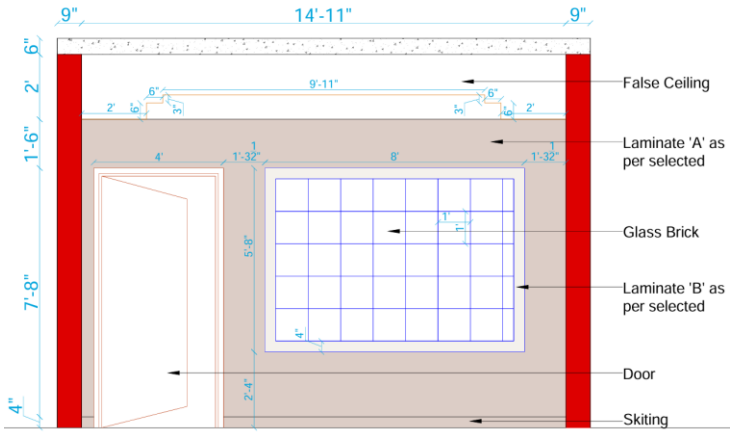 9" 14'-11" 9"
6"
2'
1'-6"
7'-8"
4"
9'-11"
6" 6"
3" 3"
6" 6"
2' 2'
False Ceiling
Laminate 'A' as
per selected
1 1
4' 1'-32" 8' 1'-32"
1'
1'
Glass Brick
5'-8"
Laminate 'B' as
per selected
4"
2'-4"
Door
Skiting